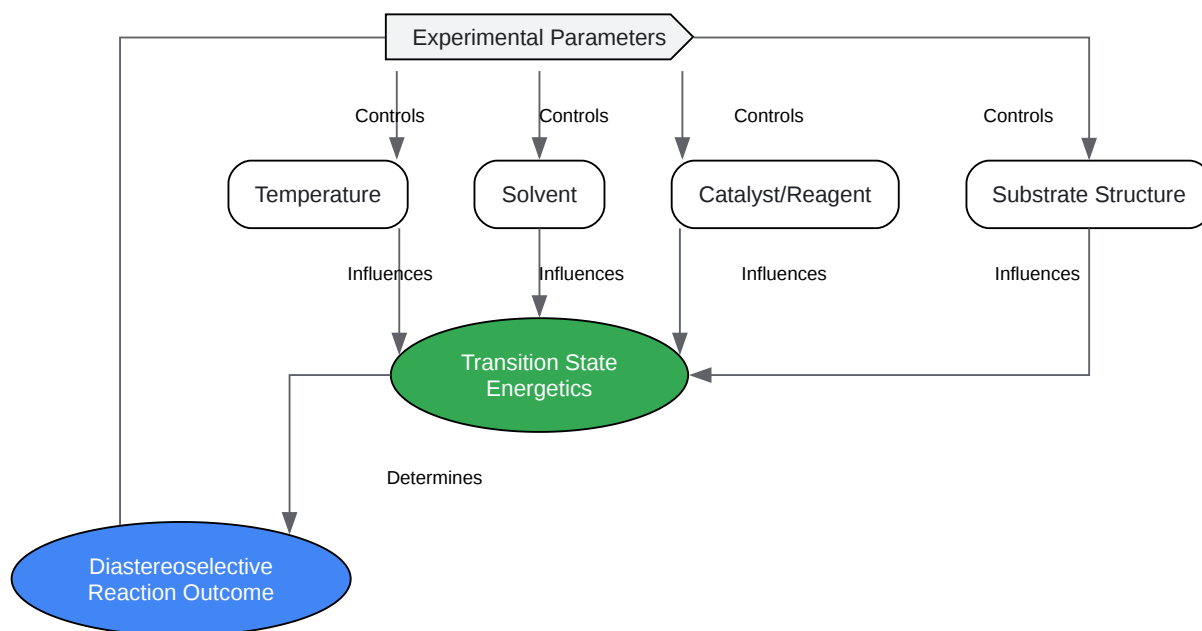 Experimental Parameters
Controls
Controls
Controls
Controls
Temperature
Solvent
Catalyst/Reagent
Substrate Structure
Influences
Influences
Influences
Influences
Transition State
Energetics
Determines
Diastereoselective
Reaction Outcome